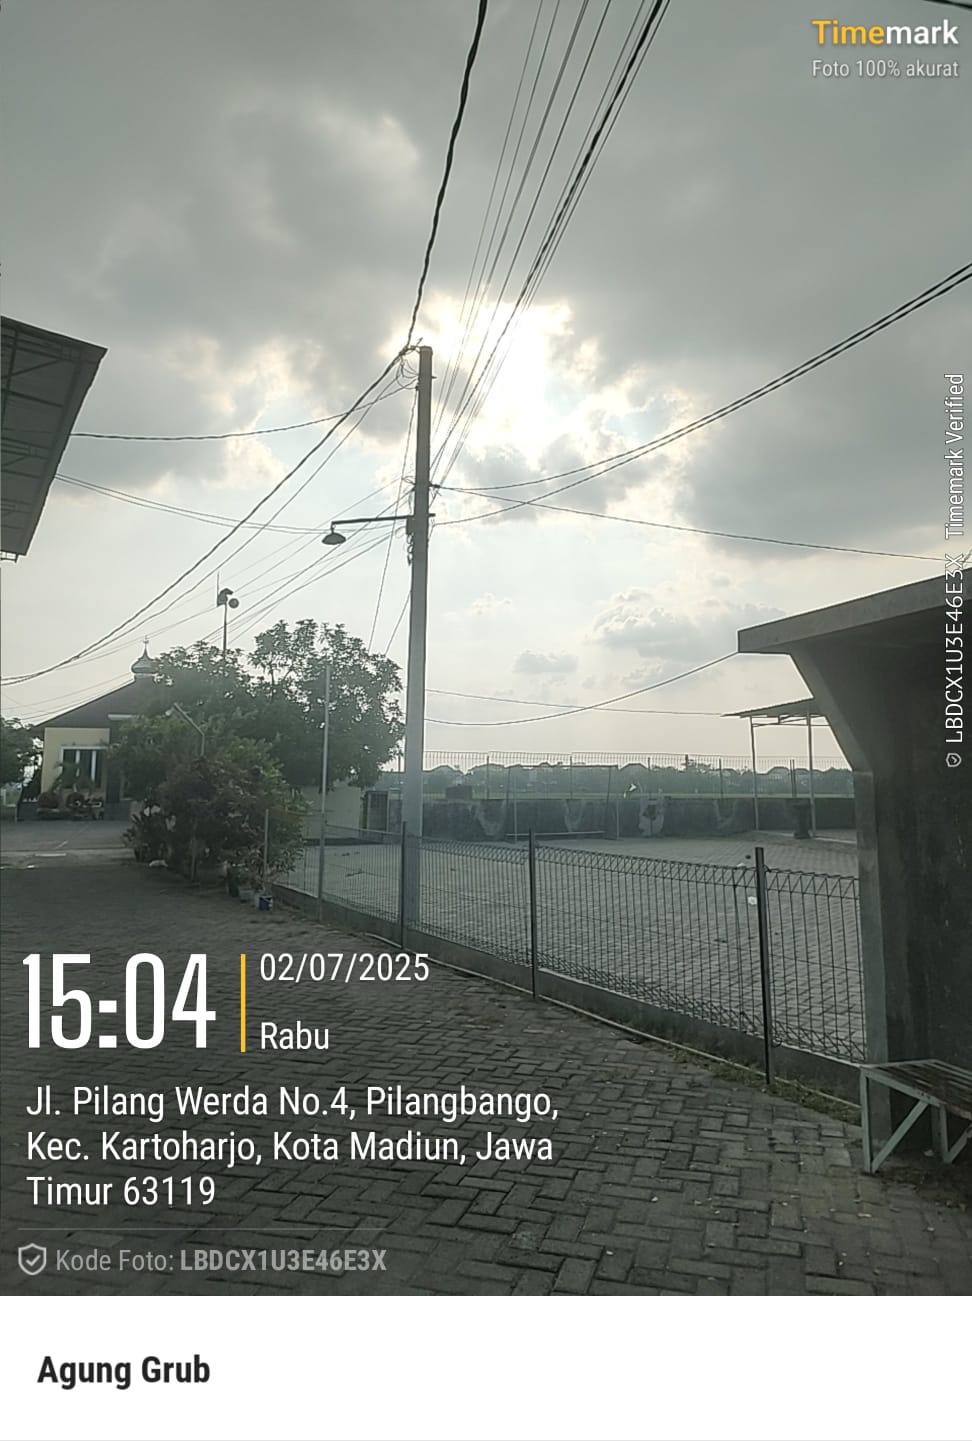 Timemark
Foto 100% akurat
LBDCX1U3E46E3X Timemark Verified
15:04
02/07/2025
Rabu
Jl. Pilang Werda No.4, Pilangbango,
Kec. Kartoharjo, Kota Madiun, Jawa
Timur 63119
Kode Foto: LBDCX1U3E46E3X
Agung Grub